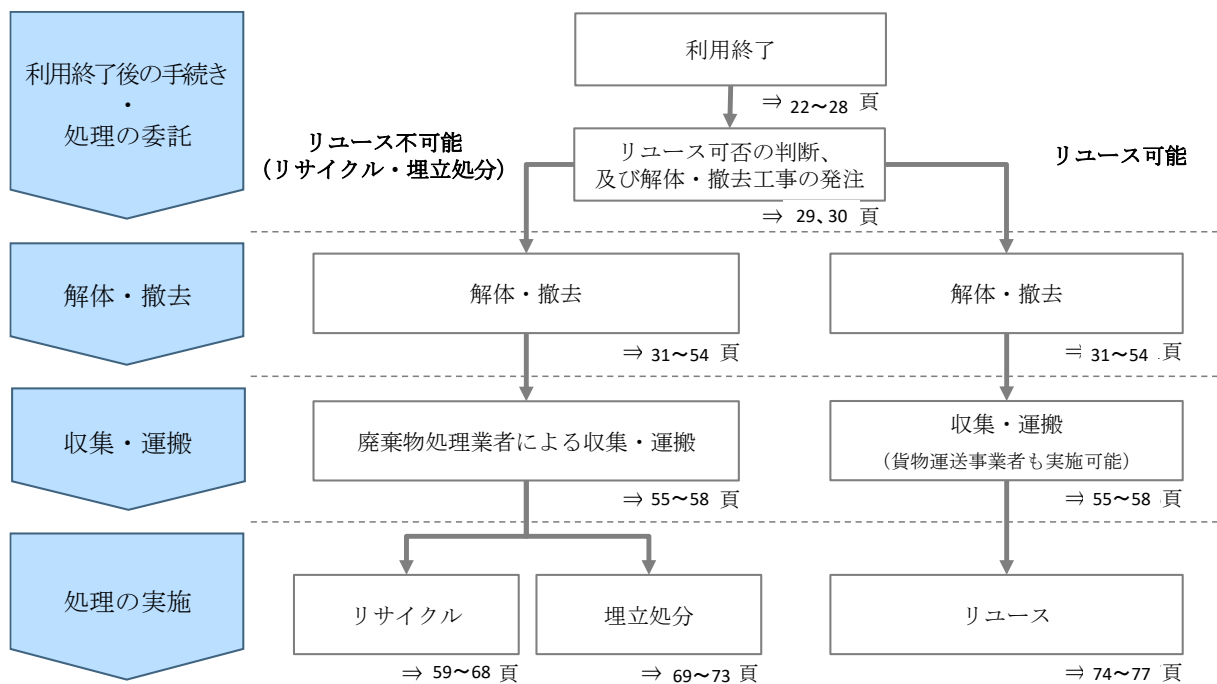 利用終了後の手続き
・
処理の委託
利用終了
⇒ 22~28 頁
リユース不可能
(リサイクル・埋立処分)
リユース可否の判断、
及び解体・撤去工事の発注
リユース可能
⇒ 29、30 頁
解体・撤去
解体・撤去
解体・撤去
⇒ 31~54 頁
⇒ 31~54 頁
収集・運搬
廃棄物処理業者による収集・運搬
収集・運搬
(貨物運送事業者も実施可能)
⇒ 55~58 頁
⇒ 55~58 頁
処理の実施
リサイクル
埋立処分
リユース
⇒ 59~68 頁
⇒ 69~73 頁
⇒ 74~77 頁